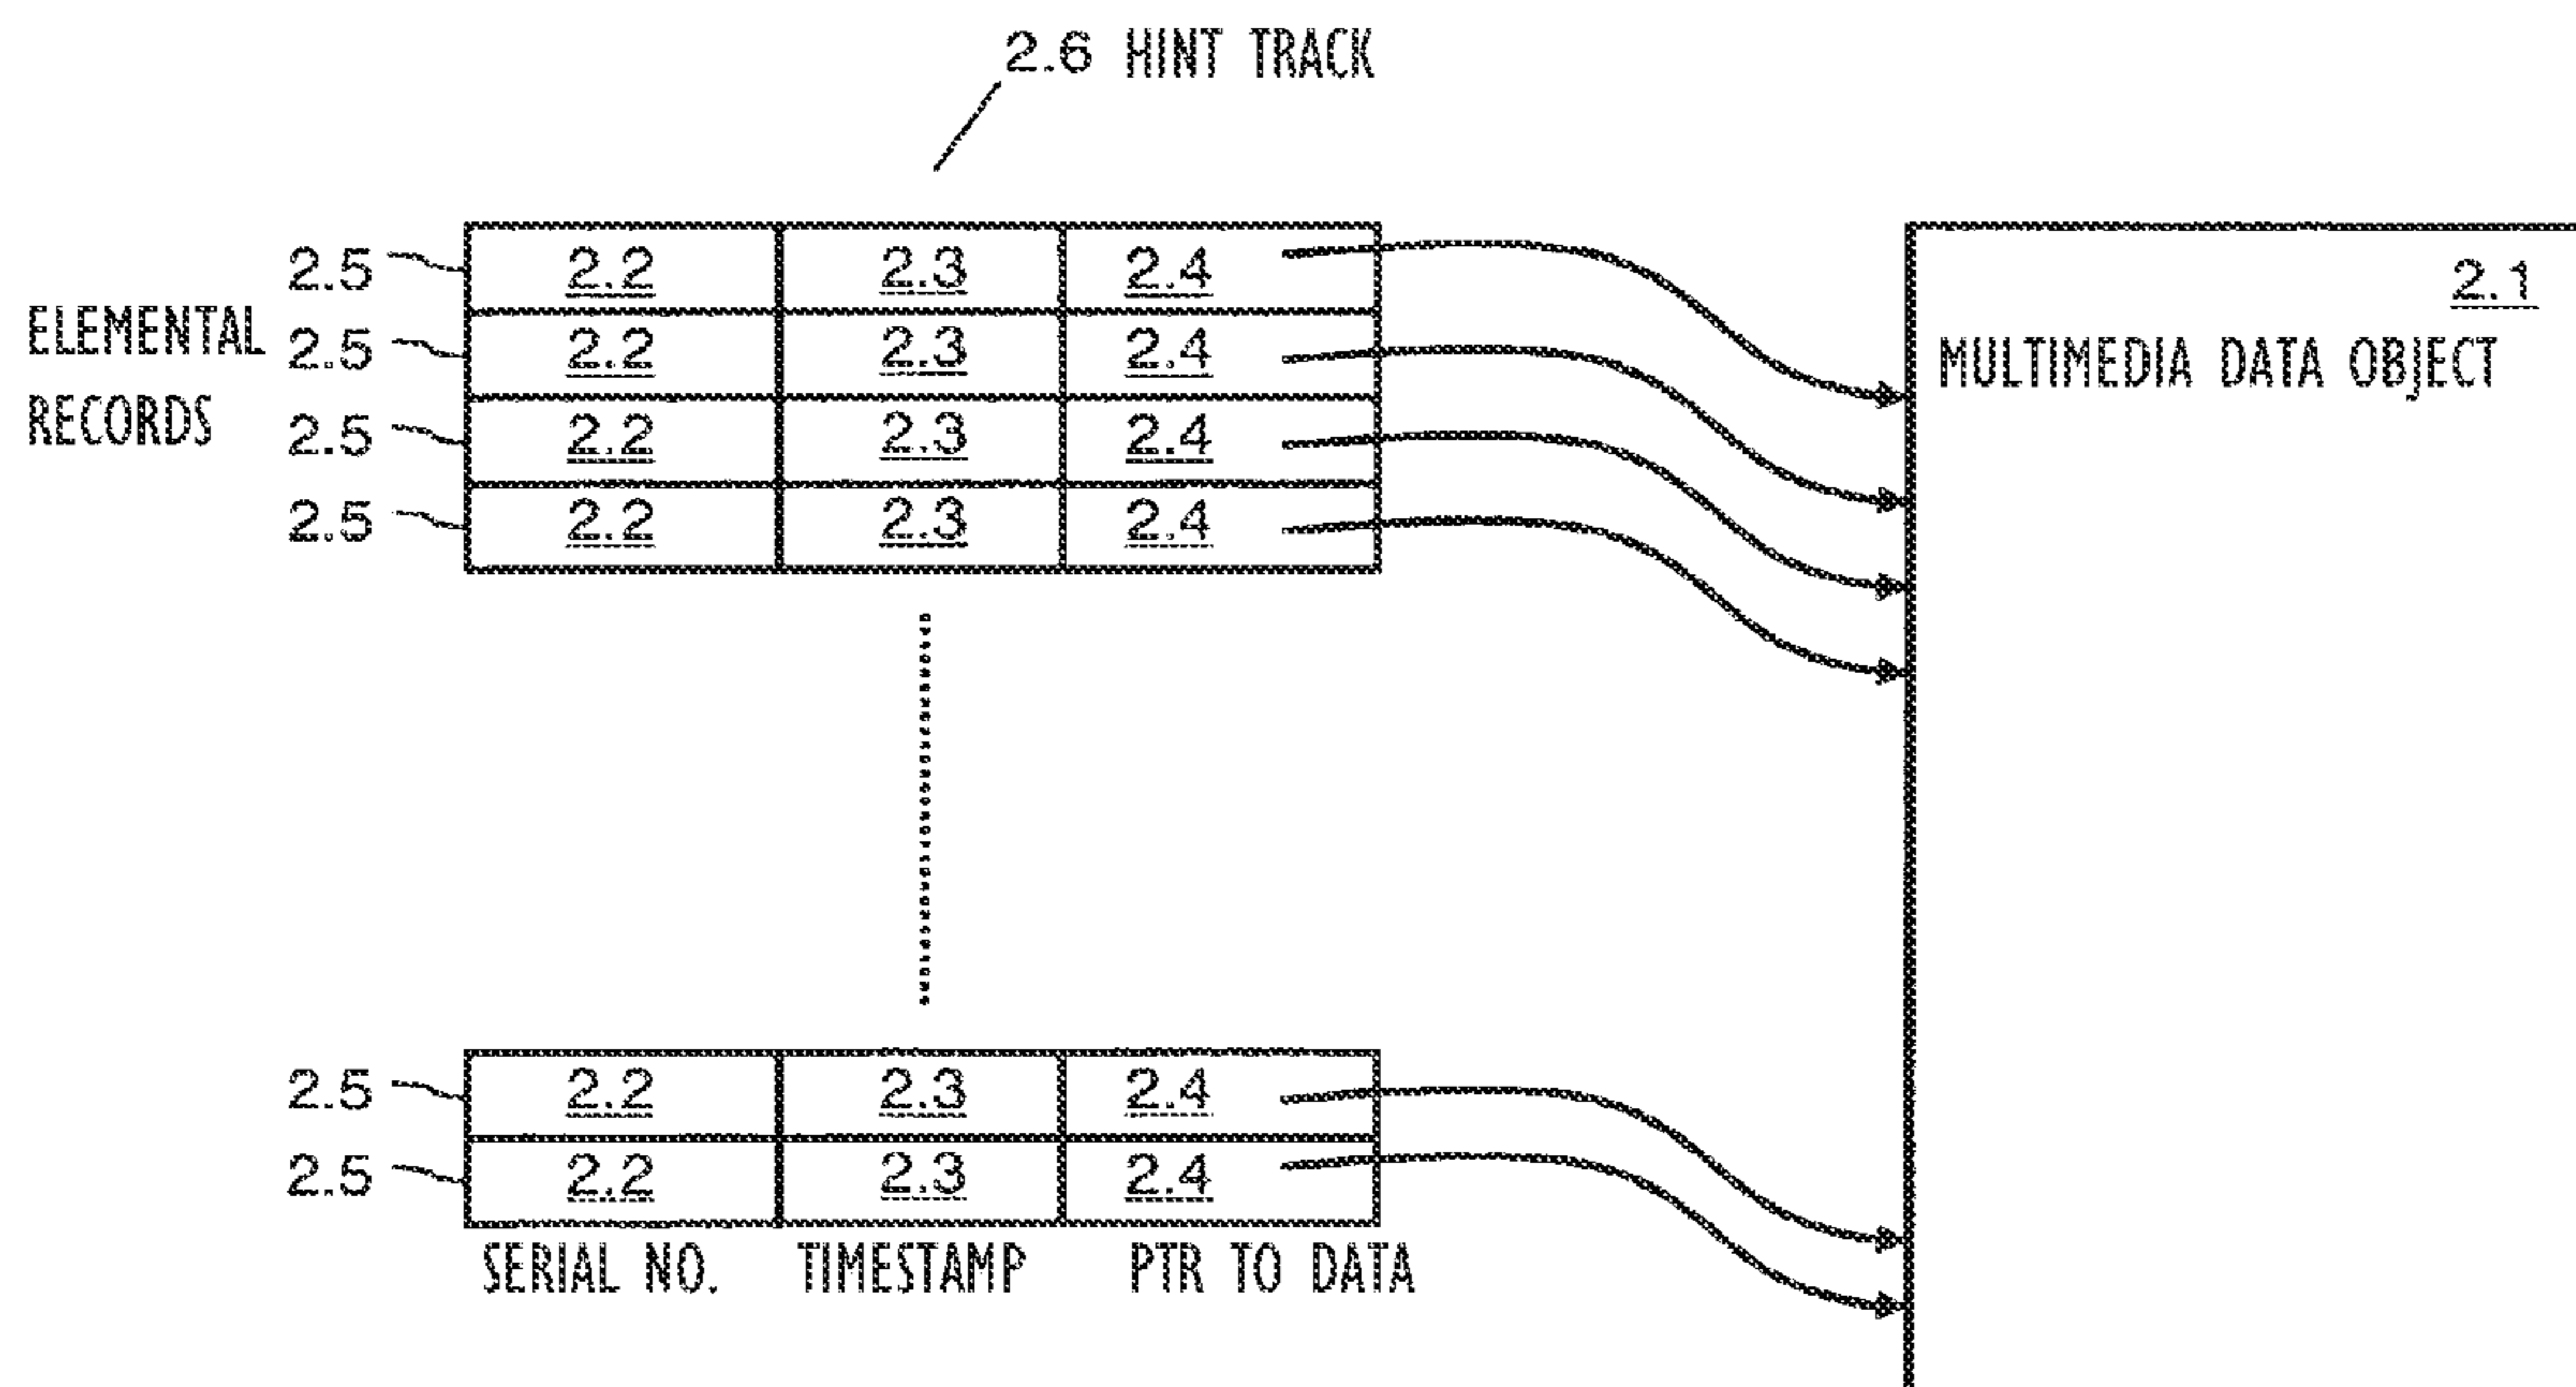 2.6 HINT TRACK
2.5 2.2 2.3 2.4
2.1
ELEMENTAL 2.5 2.2 2.3 2.4
MULTIMEDIA DATA OBJECT
RECORDS 2.5 2.2 2.3 2.4
2.5 2.2 2.3 2.4
2.5 2.2 2.3 2.4
2.5 2.2 2.3 2.4
SERIAL NO. TIMESTAMP PTR TO DATA